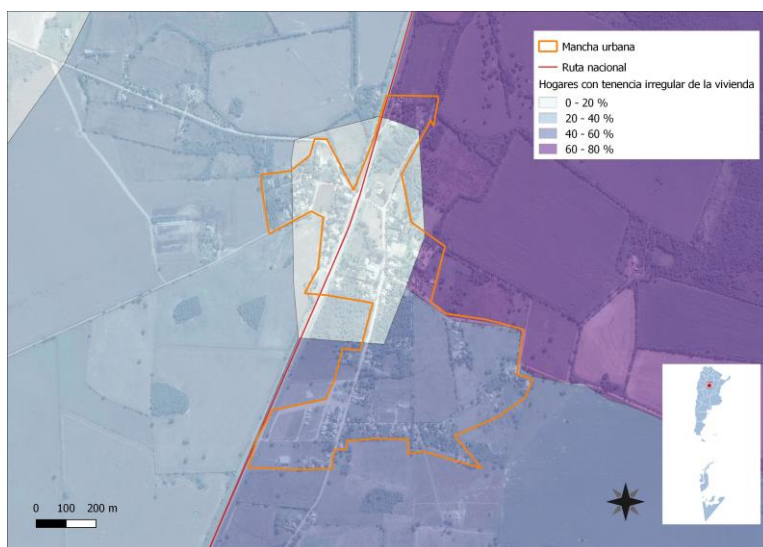 Mancha urbana
Ruta nacional
Hogares con tenencia irregular de la vivienda
0 - 20 %
20 - 40 %
40 - 60 %
60 - 80 %
0 100 200 m